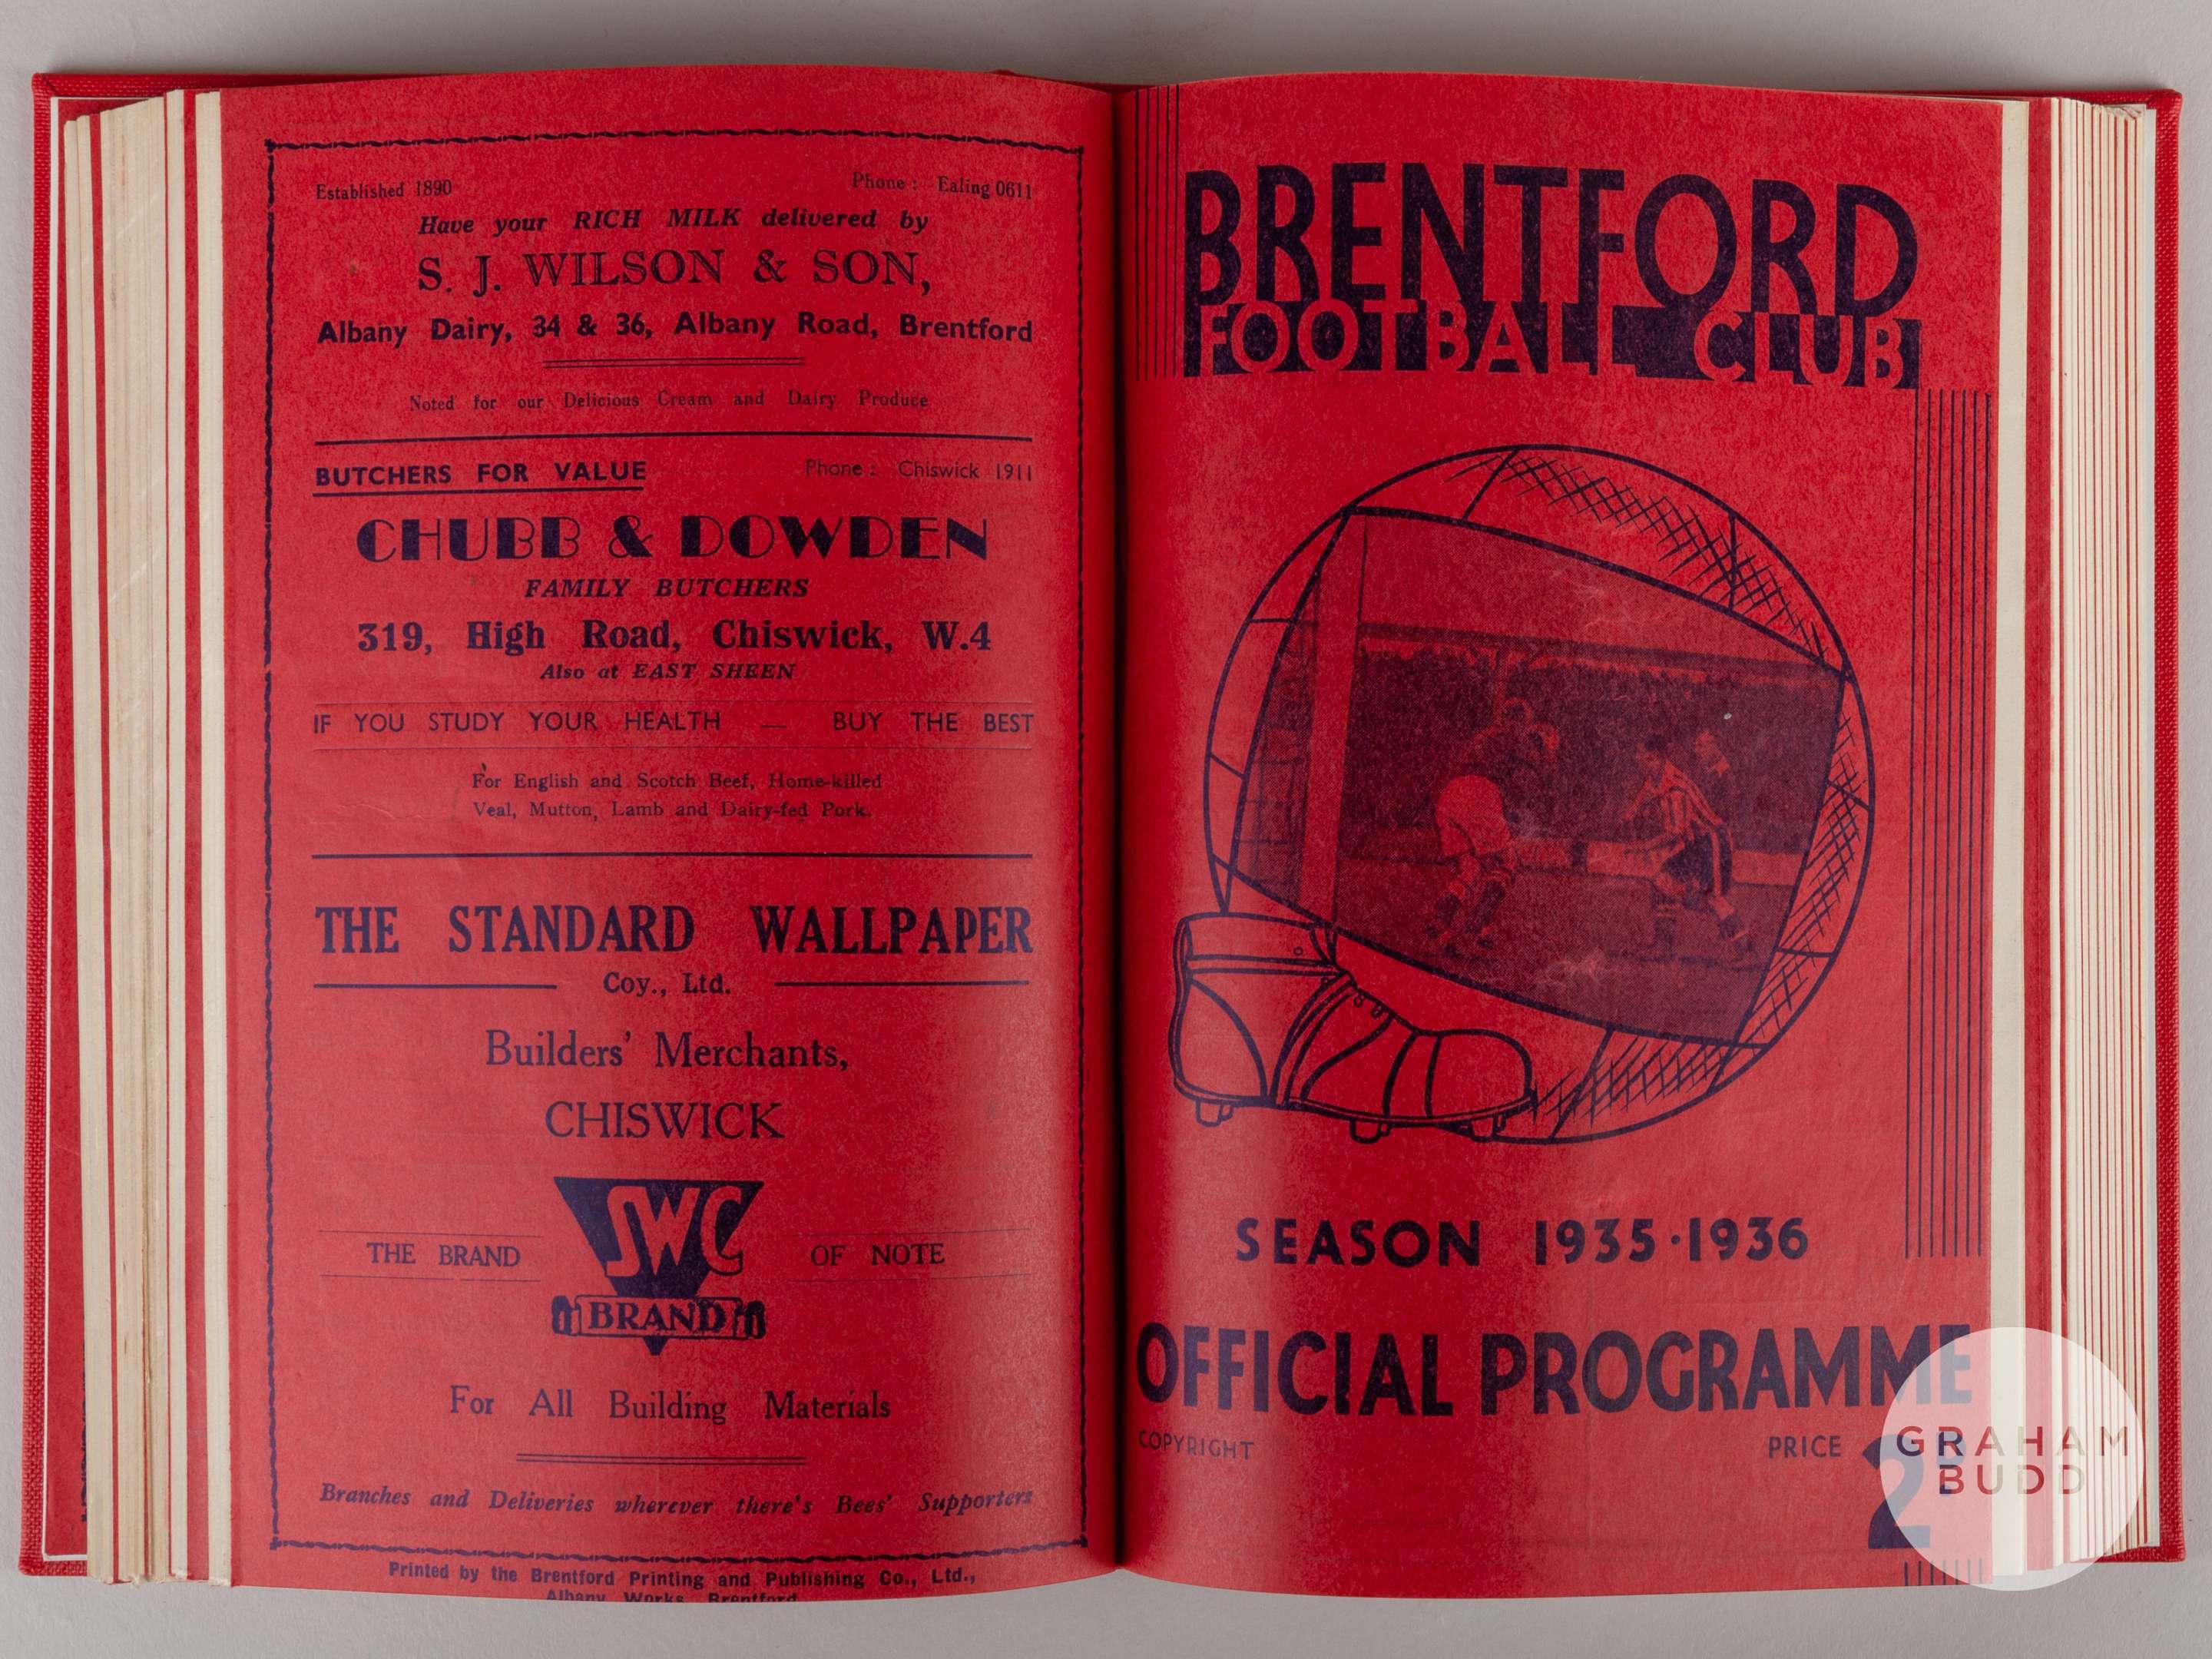 Established 1890 Phone : Ealing 0611
Have your RICH MILK delivered by
S. J. WILSON & SON,
Albany Dairy, 34 & 36, Albany Road, Brentford
Noted for our Delicious Cream and Dairy Produce
BUTCHERS FOR VALUE Phone : Chiswick 1911
CHUBB & DOWDEN
FAMILY BUTCHERS
319, High Road, Chiswick, W.4
Also at EAST SHEEN
IF YOU STUDY YOUR HEALTH — BUY THE BEST
For English and Scotch Beef, Home-killed
Veal, Mutton, Lamb and Dairy-fed Pork.
THE STANDARD WALLPAPER
Coy., Ltd.
Builders' Merchants,
CHISWICK
SWC
THE BRAND OF NOTE
BRAND
For All Building Materials
Branches and Deliveries wherever there's Bees' Supporters
Printed by the Brentford Printing and Publishing Co., Ltd.,
Albany Works, Brentford
BRENTFORD
FOOTBALL CLUB
SEASON 1935·1936
OFFICIAL PROGRAMME
COPYRIGHT PRICE 2
GRAHAM
BUDD